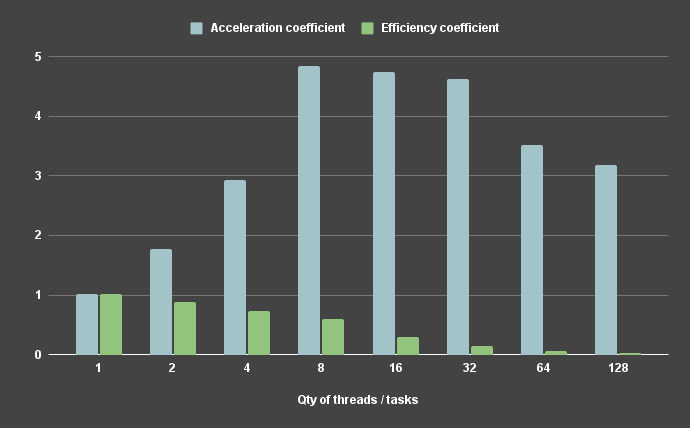 Acceleration coefficient Efficiency coefficient
5
4
3
2
1
0
1 2 4 8 16 32 64 128
Qty of threads / tasks